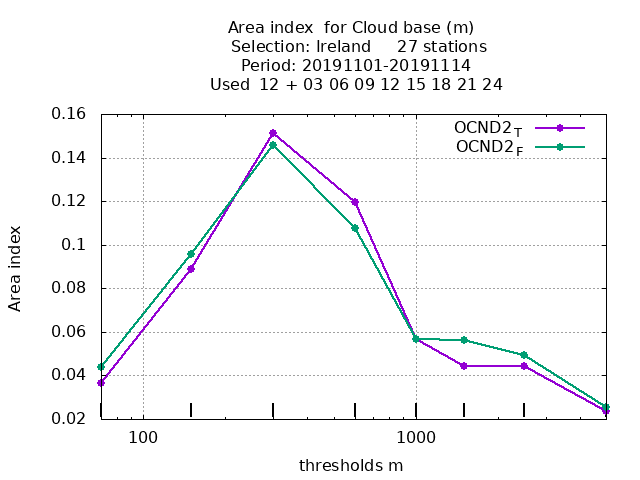 Area index  for Cloud base (m)
Selection: Ireland     27 stations
Period: 20191101-20191114
Used  12 + 03 06 09 12 15 18 21 24
0.16
0.14
0.12
0.1
0.08
0.06
0.04
0.02
Area index
OCND2T
OCND2F
100
1000
thresholds m